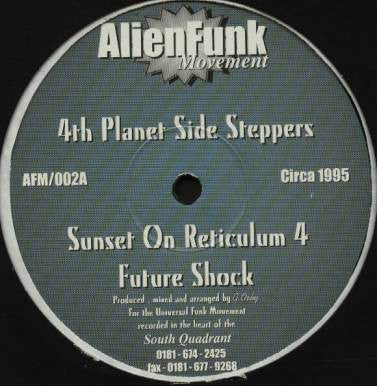 AlienFunk
Movement
4th Planet Side Steppers
AFM/002A
Circa 1995
Sunset On Reticulum 4
Future Shock
Produced , mixed and arranged by
For the Universal Funk Movement
recorded in the heart of the
South Quadrant
0181 - 674 - 2425
fax - 0181 - 677 - 9268